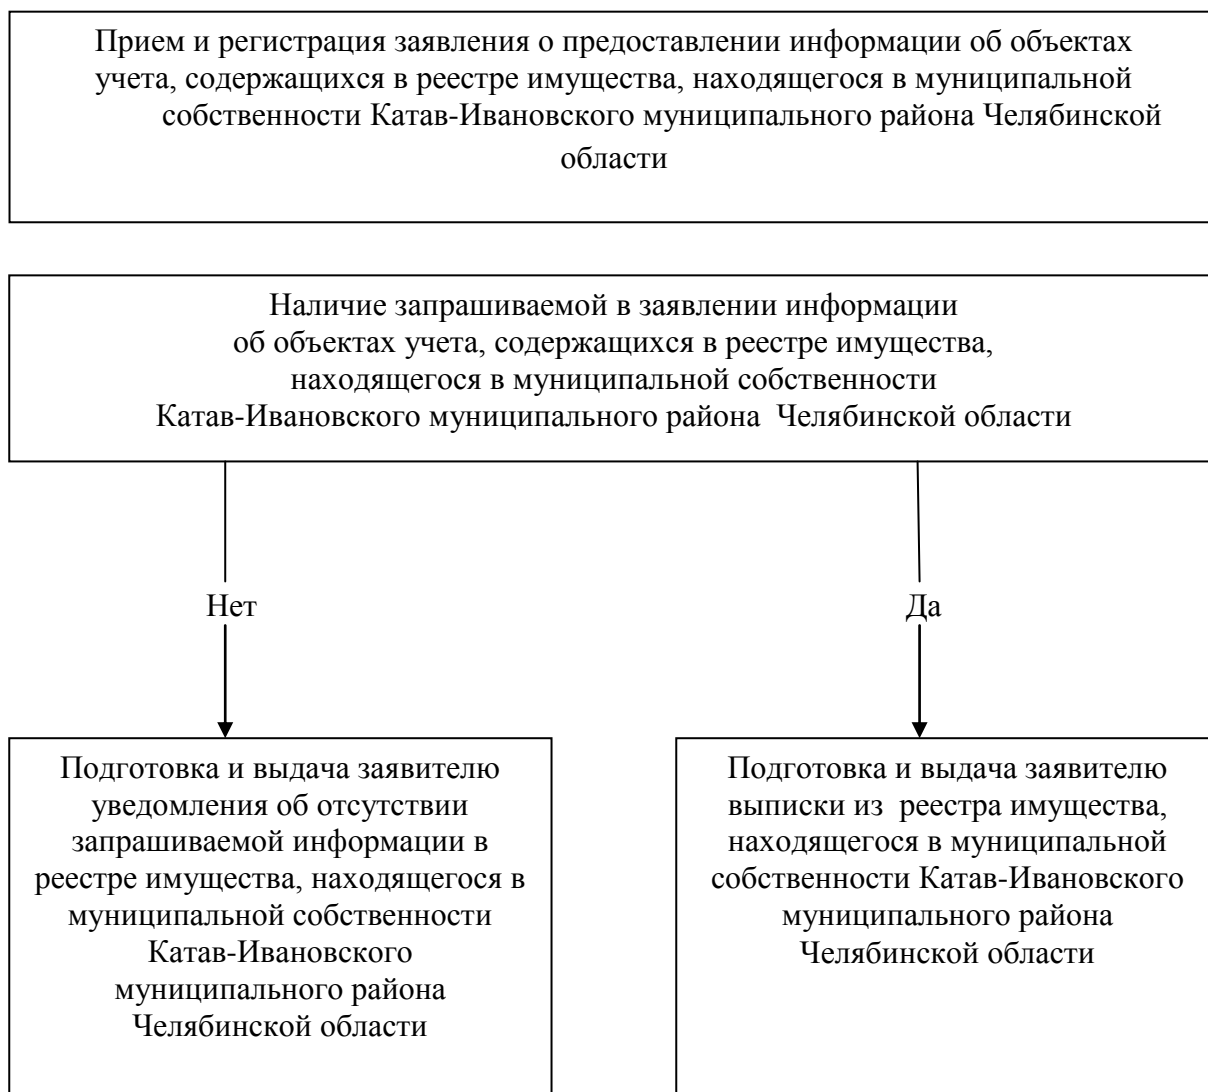 Прием и регистрация заявления о предоставлении информации об объектах
учета, содержащихся в реестре имущества, находящегося в муниципальной
собственности Катав-Ивановского муниципального района Челябинской
области
Наличие запрашиваемой в заявлении информации
об объектах учета, содержащихся в реестре имущества,
находящегося в муниципальной собственности
Катав-Ивановского муниципального района Челябинской области
Нет
Да
Подготовка и выдача заявителю
уведомления об отсутствии
запрашиваемой информации в
реестре имущества, находящегося в
муниципальной собственности
Катав-Ивановского
муниципального района
Челябинской области
Подготовка и выдача заявителю
выписки из реестра имущества,
находящегося в муниципальной
собственности Катав-Ивановского
муниципального района
Челябинской области